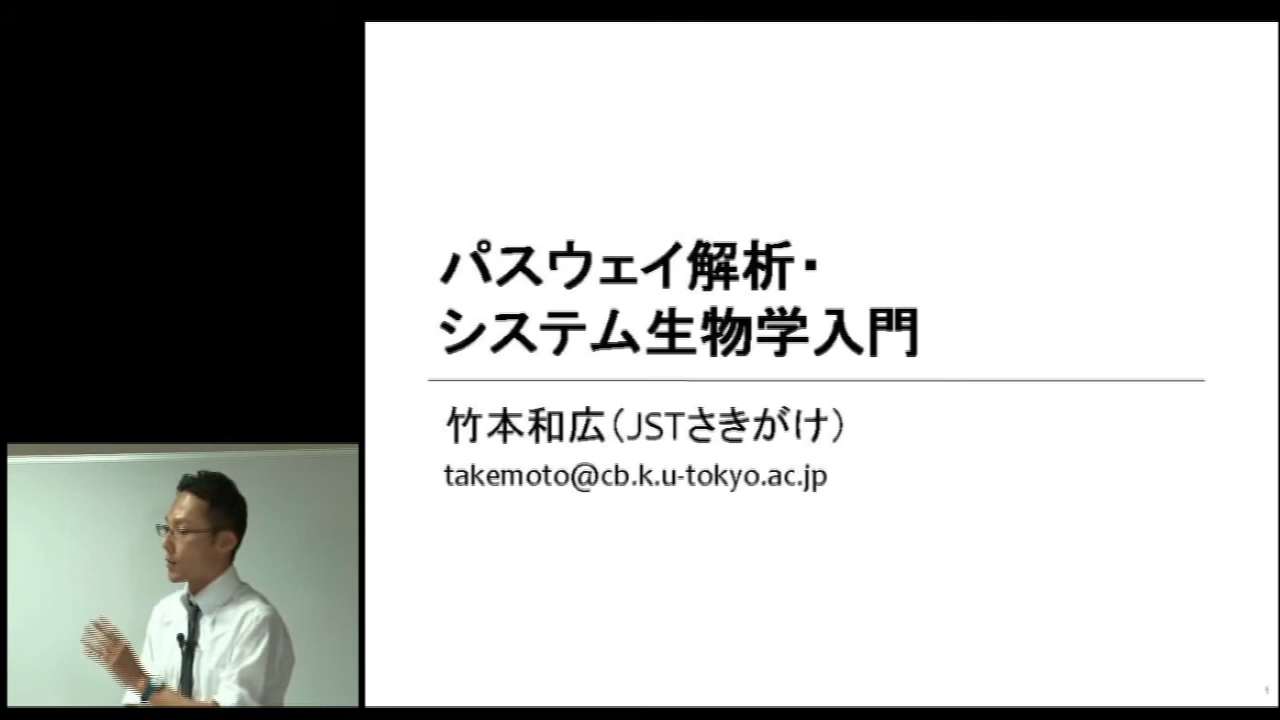 パスウェイ解析・
システム生物学入門
竹本和広（JSTさきがけ）
takemoto@cb.k.u-tokyo.ac.jp